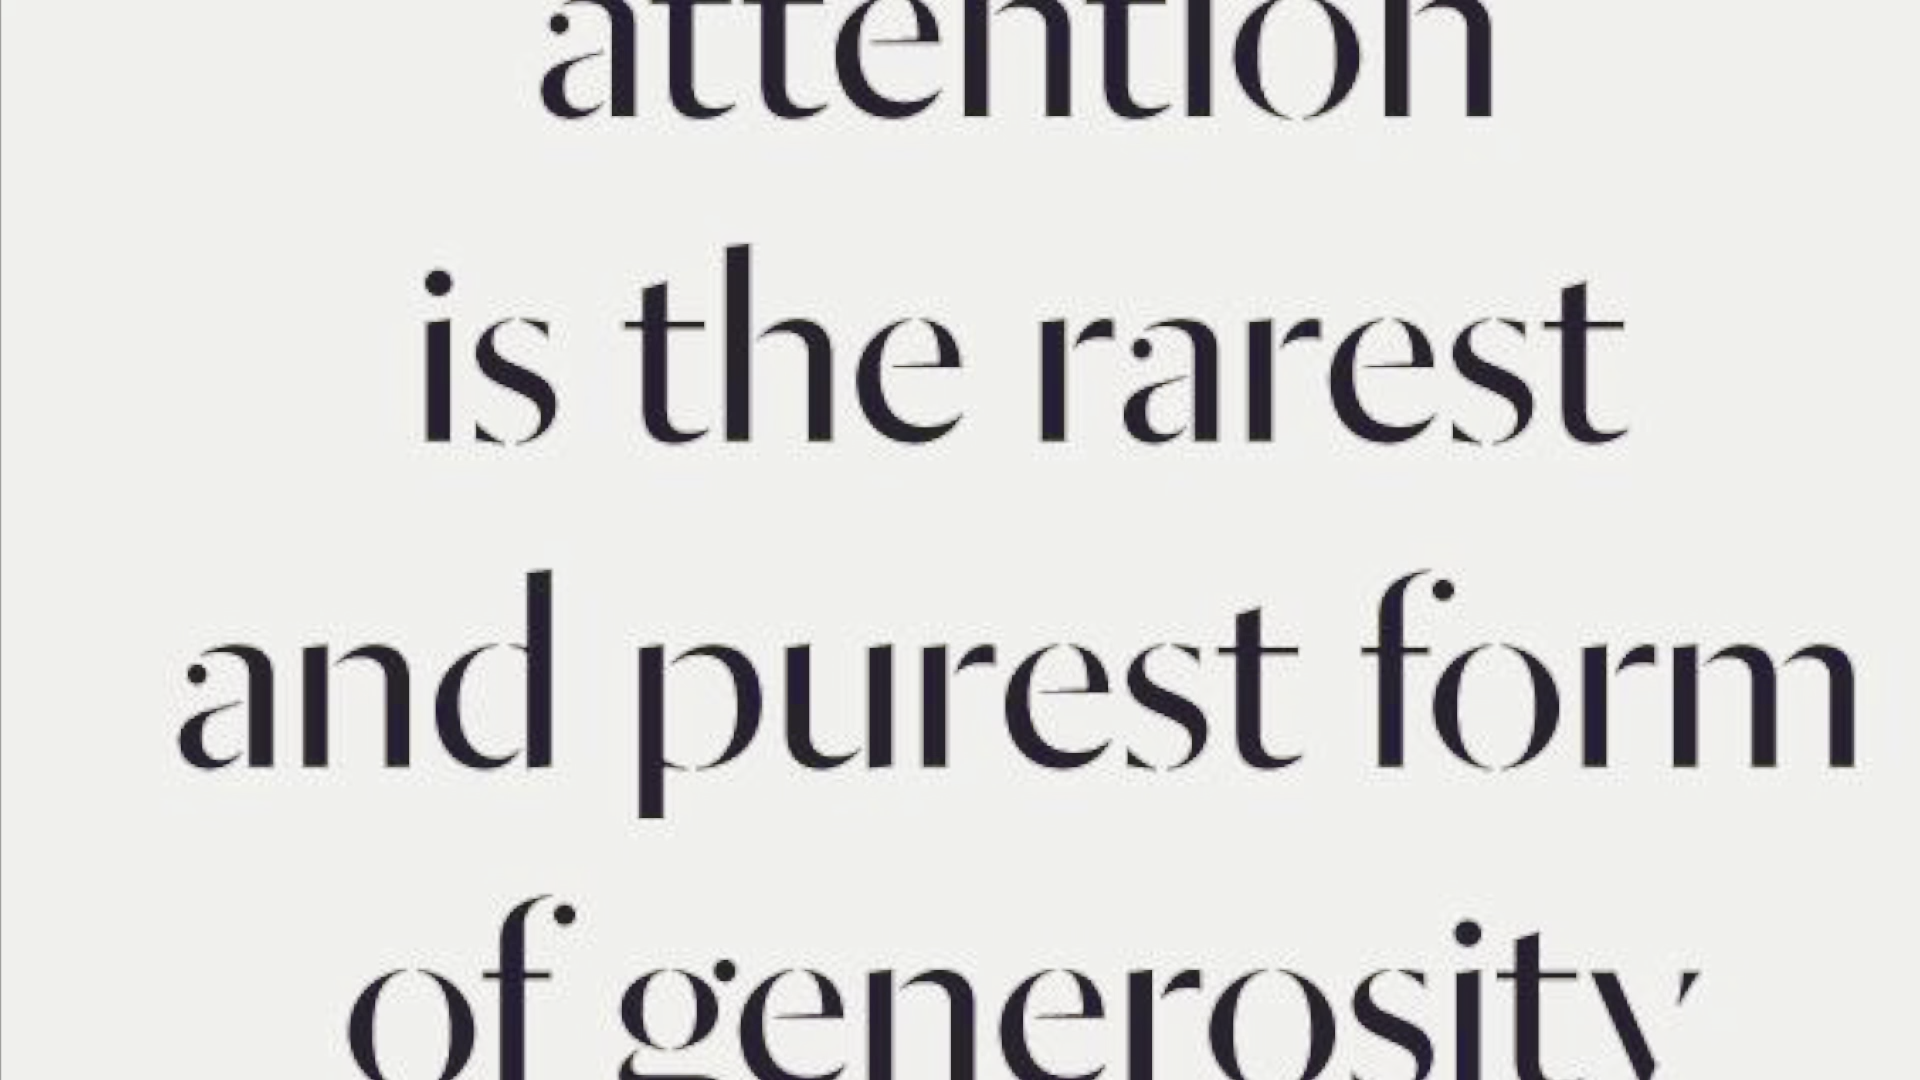 attention
is the rarest
and purest form
of generosity